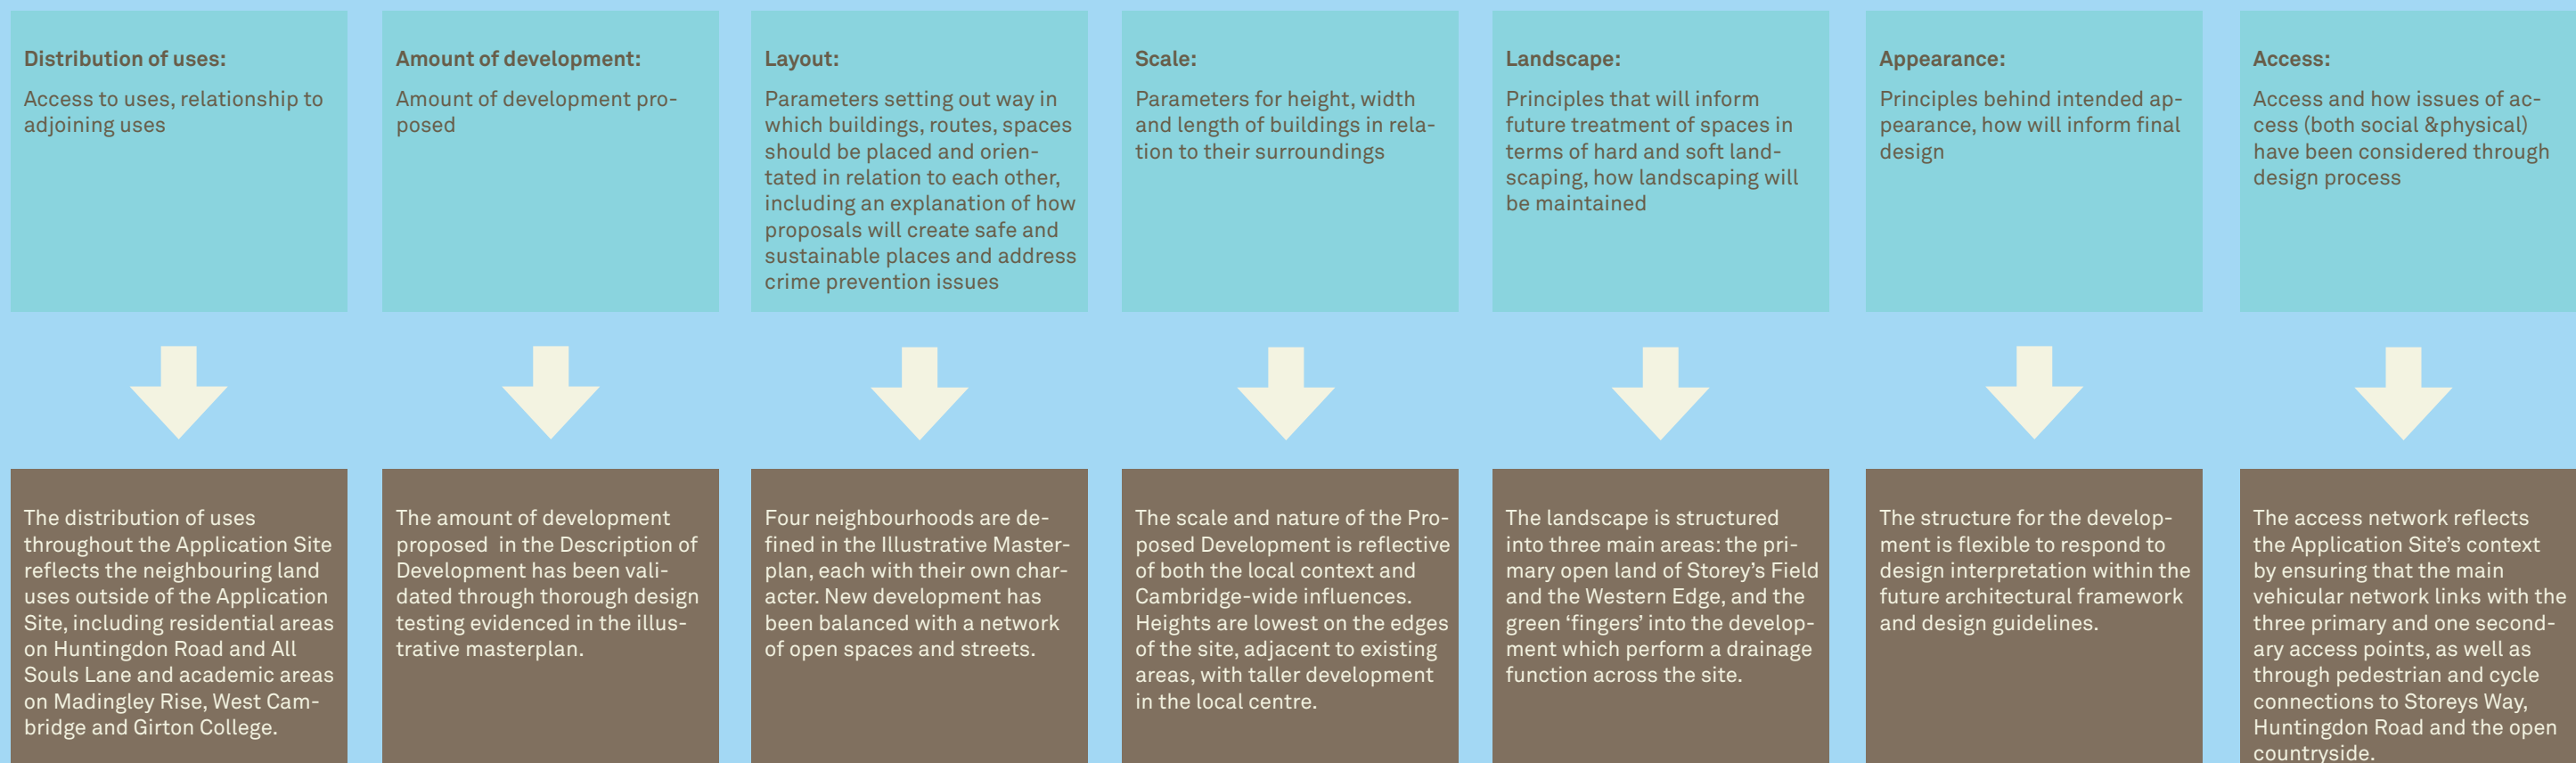 Distribution of uses:
Access to uses, relationship to
adjoining uses
Amount of development:
Amount of development pro-
posed
Layout:
Parameters setting out way in
which buildings, routes, spaces
should be placed and orien-
tated in relation to each other,
including an explanation of how
proposals will create safe and
sustainable places and address
crime prevention issues
Scale:
Parameters for height, width
and length of buildings in rela-
tion to their surroundings
Landscape:
Principles that will inform
future treatment of spaces in
terms of hard and soft land-
scaping, how landscaping will
be maintained
Appearance:
Principles behind intended ap-
pearance, how will inform final
design
Access:
Access and how issues of ac-
cess (both social &physical)
have been considered through
design process
The distribution of uses
throughout the Application Site
reflects the neighbouring land
uses outside of the Application
Site, including residential areas
on Huntingdon Road and All
Souls Lane and academic areas
on Madingley Rise, West Cam-
bridge and Girton College.
The amount of development
proposed in the Description of
Development has been vali-
dated through thorough design
testing evidenced in the illus-
trative masterplan.
Four neighbourhoods are de-
fined in the Illustrative Master-
plan, each with their own char-
acter. New development has
been balanced with a network
of open spaces and streets.
The scale and nature of the Pro-
posed Development is reflective
of both the local context and
Cambridge-wide influences.
Heights are lowest on the edges
of the site, adjacent to existing
areas, with taller development
in the local centre.
The landscape is structured
into three main areas: the pri-
mary open land of Storey's Field
and the Western Edge, and the
green 'fingers' into the develop-
ment which perform a drainage
function across the site.
The structure for the develop-
ment is flexible to respond to
design interpretation within the
future architectural framework
and design guidelines.
The access network reflects
the Application Site's context
by ensuring that the main
vehicular network links with the
three primary and one second-
ary access points, as well as
through pedestrian and cycle
connections to Storeys Way,
Huntingdon Road and the open
countryside.